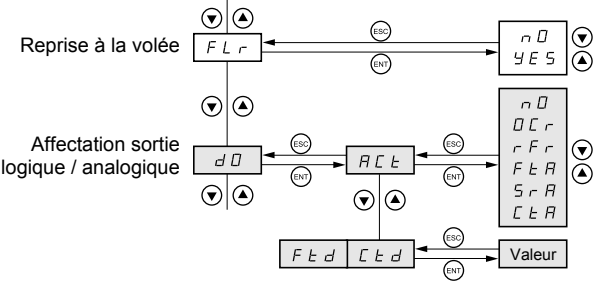 Reprise à la volée
FLr
ESC
ENT
nO
YES
Affectation sortie
logique / analogique
dO
ESC
ENT
ACt
ESC
ENT
nO
OCr
rFr
FtA
SrA
CtA
Ftd
Ctd
ESC
ENT
Valeur